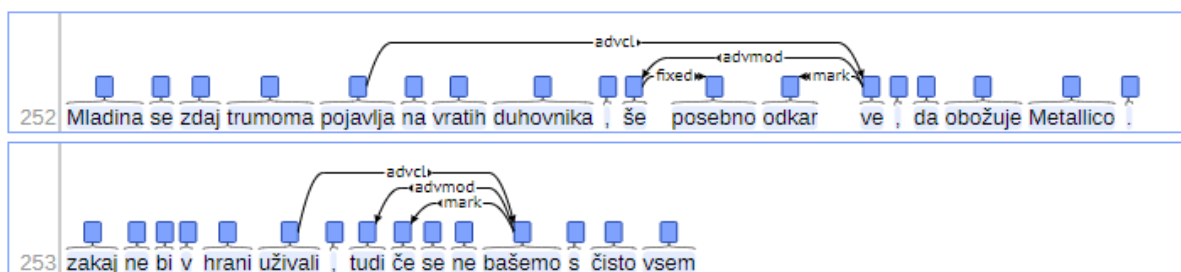 advcl
advmod
fixed mark
252 Mladina se zdaj trumoma pojavlja na vratih duhovnika , še posebno odkar ve , da obožuje Metallico .
advcl
advmod
mark
253 zakaj ne bi v hrani uživali , tudi če se ne bašemo s čisto vsem